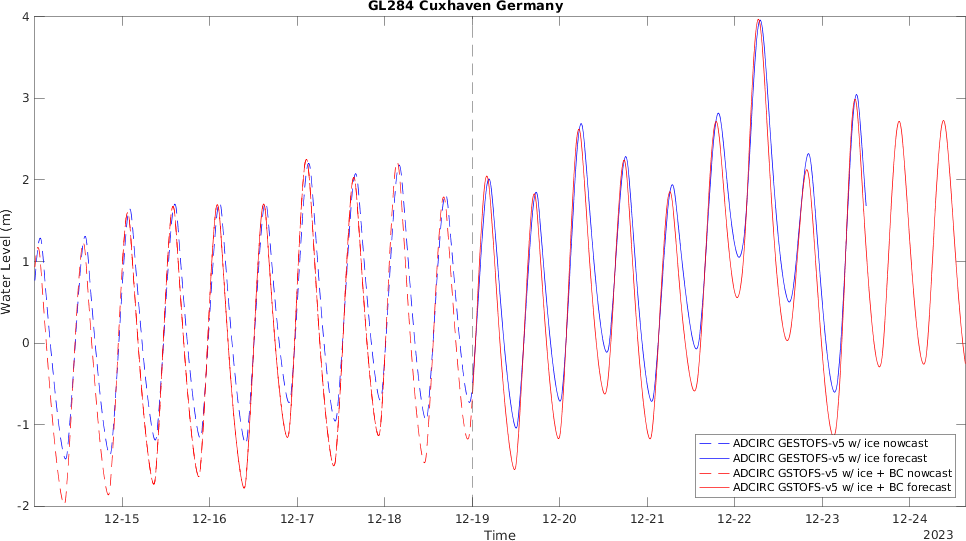 GL284 Cuxhaven Germany
4
3
2
1
0
-1
-2
Water Level (m)
ADCIRC GESTOFS-v5 w/ ice nowcast
ADCIRC GESTOFS-v5 w/ ice forecast
ADCIRC GSTOFS-v5 w/ ice + BC nowcast
ADCIRC GSTOFS-v5 w/ ice + BC forecast
12-15 12-16 12-17 12-18 12-19 12-20 12-21 12-22 12-23 12-24
Time
2023